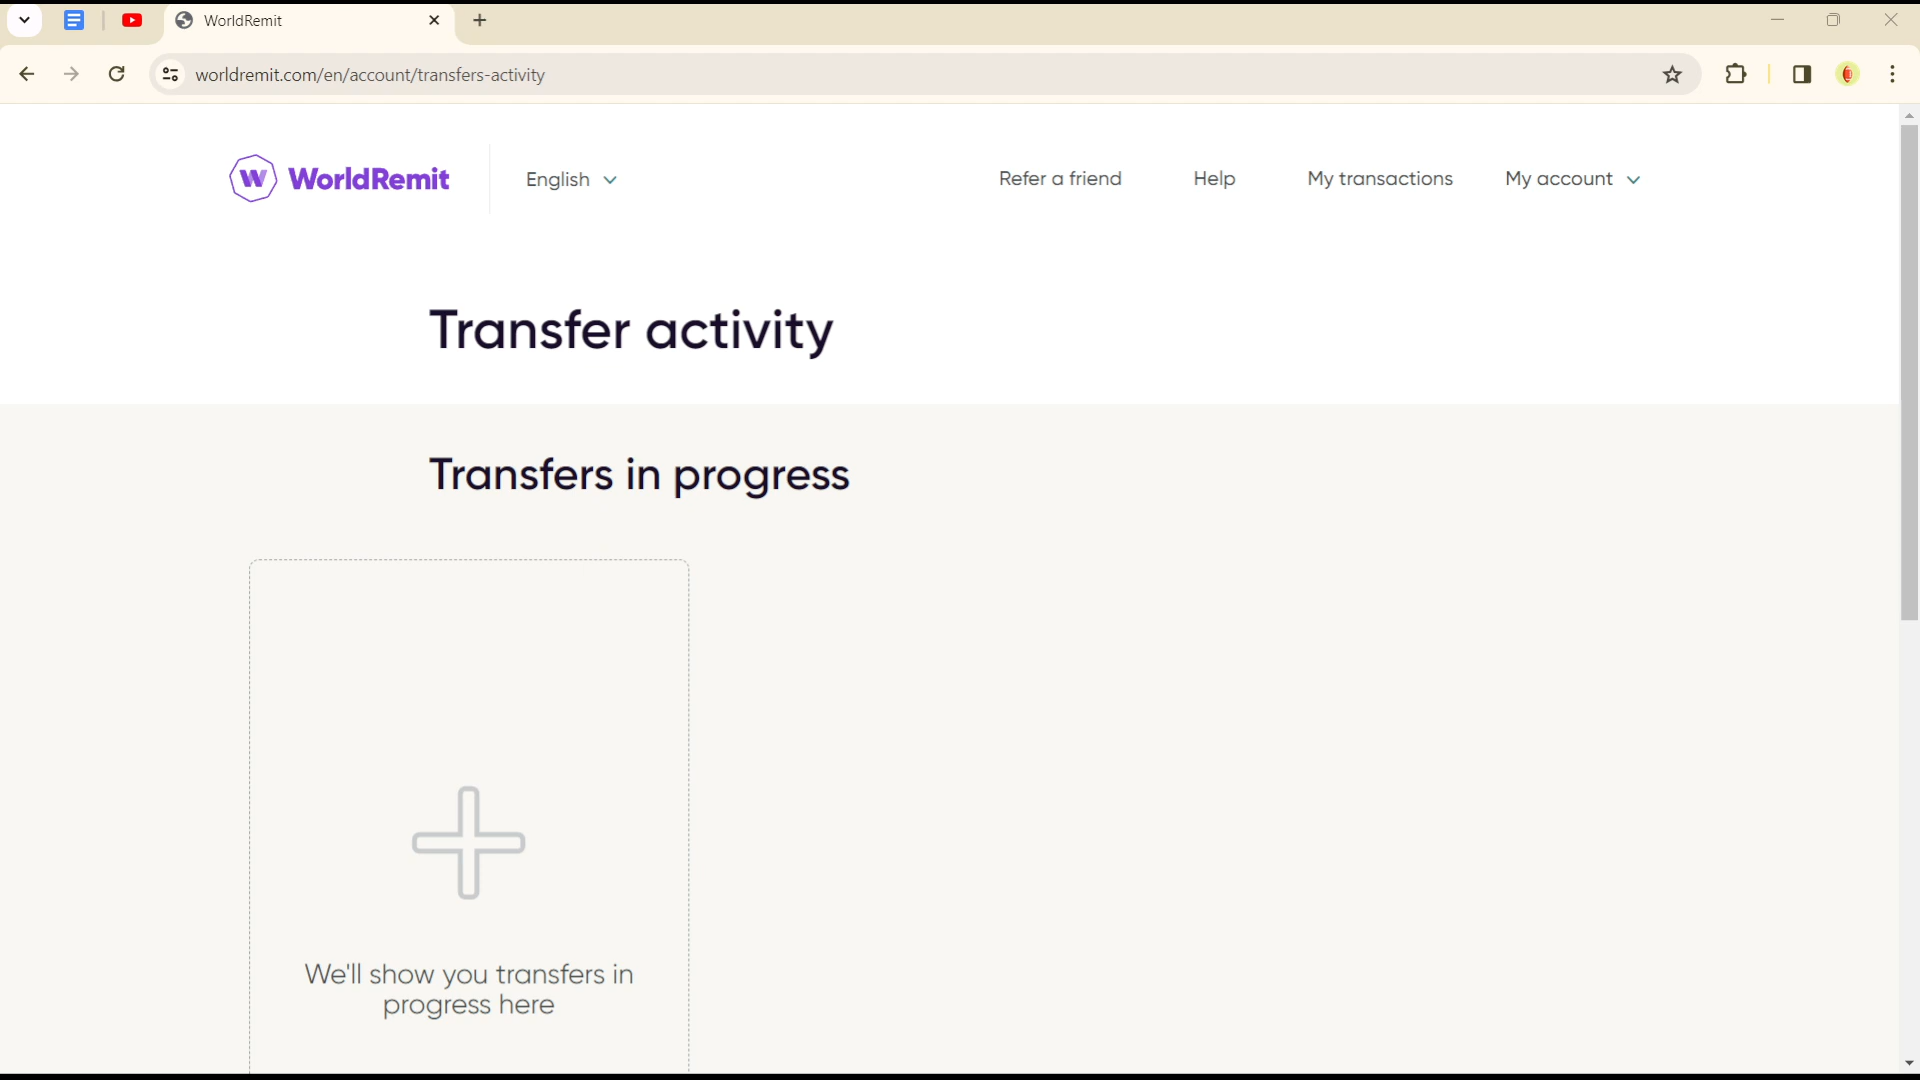 WorldRemit
worldremit.com/en/account/transfers-activity
W WorldRemit
English
Refer a friend
Help
My transactions
My account
Transfer activity
Transfers in progress
We'll show you transfers in
progress here